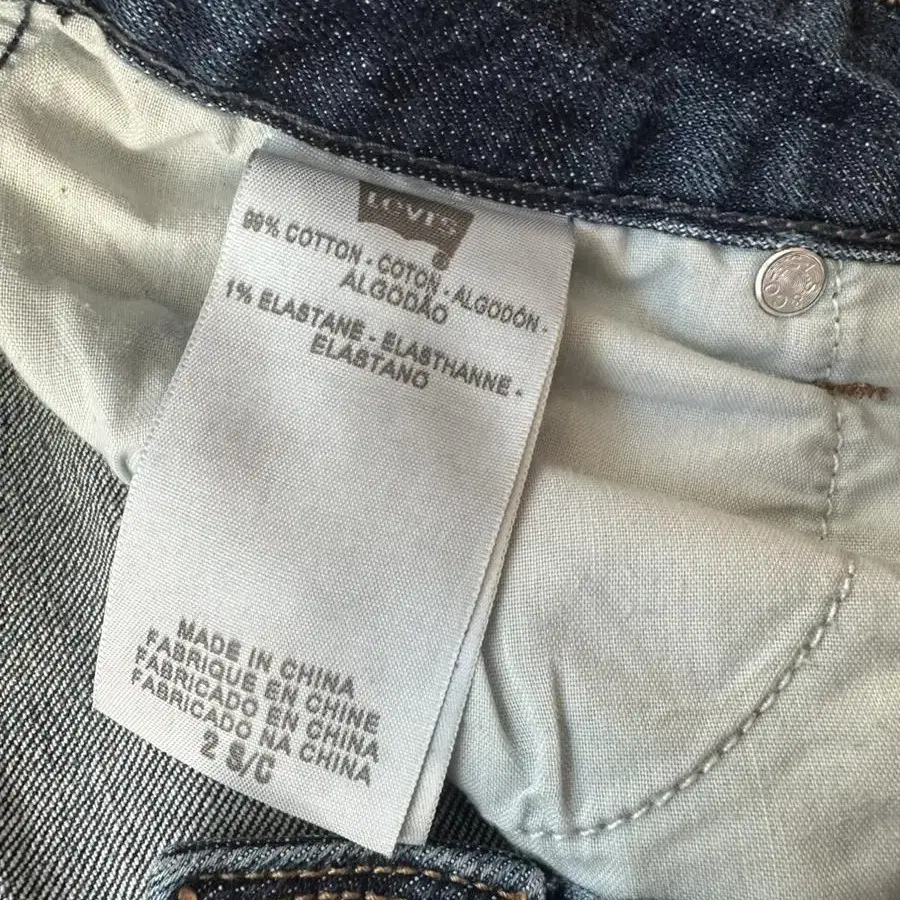 LEVI'S
®
99% COTTON - COTON - ALGODÓN -
ALGODÃO
1% ELASTANE - ELASTHANNE -
ELASTANO
MADE IN CHINA
FABRIQUÉ EN CHINE
FABRICADO EN CHINA
FABRICADO NA CHINA
2 S/C